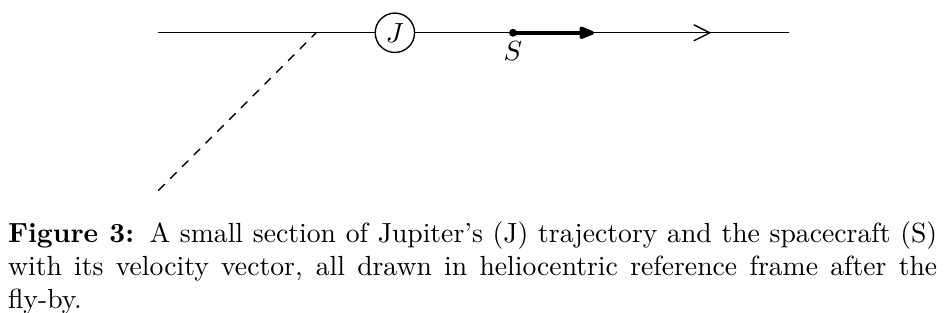 J
S
Figure 3: A small section of Jupiter's (J) trajectory and the spacecraft (S)
with its velocity vector, all drawn in heliocentric reference frame after the
fly-by.